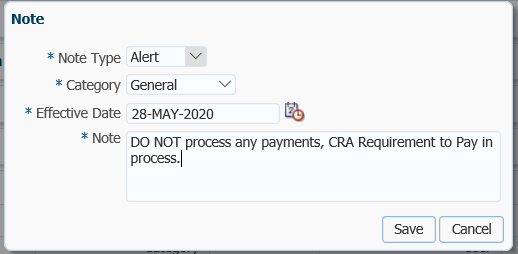 Note
* Note Type Alert
* Category General
* Effective Date 28-MAY-2020
* Note DO NOT process any payments, CRA Requirement to Pay in
process.
Save Cancel